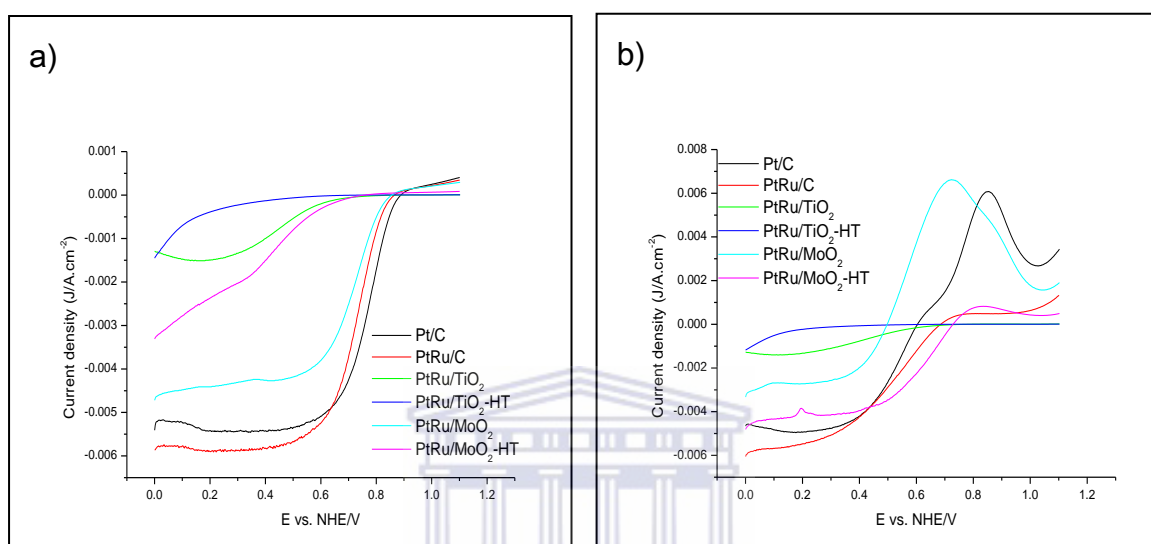 a)
0.001
0.000
-0.001
-0.002
-0.003
-0.004
-0.005
-0.006
Current density (J/A.cm-2)
Pt/C
PtRu/C
PtRu/TiO2
PtRu/TiO2-HT
PtRu/MoO2
PtRu/MoO2-HT
0.0 0.2 0.4 0.6 0.8 1.0 1.2
E vs. NHE/V
b)
0.008
0.006
0.004
0.002
0.000
-0.002
-0.004
-0.006
Current density (J/A.cm-2)
Pt/C
PtRu/C
PtRu/TiO2
PtRu/TiO2-HT
PtRu/MoO2
PtRu/MoO2-HT
0.0 0.2 0.4 0.6 0.8 1.0 1.2
E vs. NHE/V